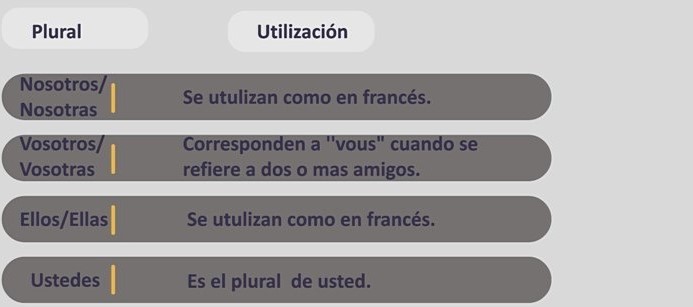 Plural
Utilización
Nosotros/
Nosotras
Se utulizan como en francés.
Vosotros/
Vosotras
Corresponden a ''vous" cuando se
refiere a dos o mas amigos.
Ellos/Ellas
Se utulizan como en francés.
Ustedes
Es el plural  de usted.